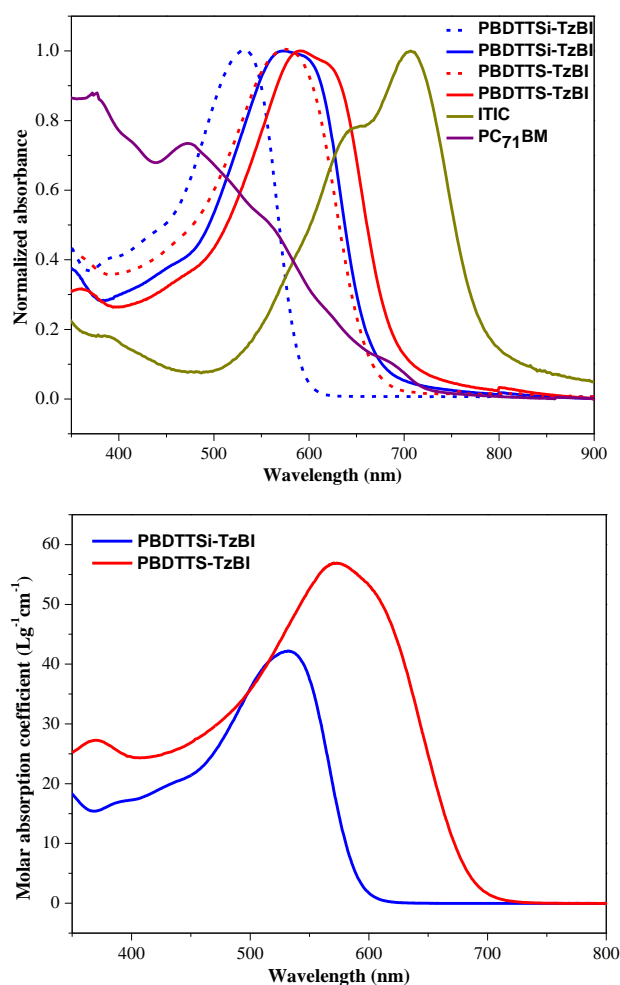 PBDTTSi-TzBI
PBDTTSi-TzBI
PBDTTS-TzBI
PBDTTS-TzBI
ITIC
PC71BM
1.0
0.8
0.6
0.4
0.2
0.0
Normalized absorbance
400 500 600 700 800 900
Wavelength (nm)
PBDTTSi-TzBI
PBDTTS-TzBI
60
50
40
30
20
10
0
Molar absorption coefficient (Lg-1cm-1)
400 500 600 700 800
Wavelength (nm)